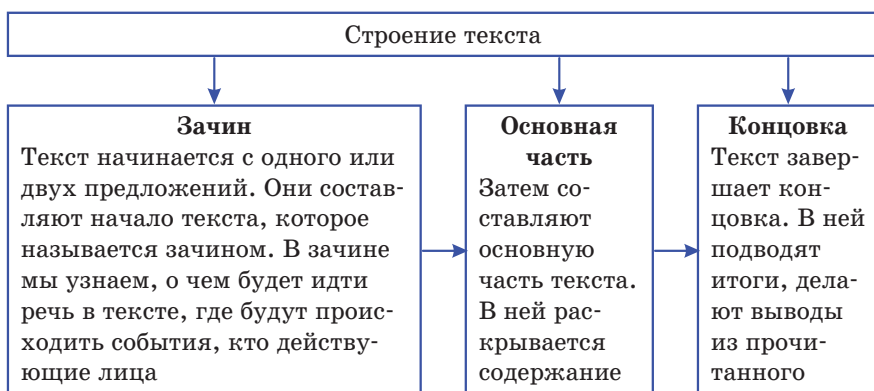 Строение текста
Зачин
Текст начинается с одного или
двух предложений. Они состав-
ляют начало текста, которое
называется зачином. В зачине
мы узнаем, о чем будет идти
речь в тексте, где будут проис-
ходить события, кто действу-
ющие лица
Основная
часть
Затем со-
ставляют
основную
часть текста.
В ней рас-
крывается
содержание
Концовка
Текст завер-
шает кон-
цовка. В ней
подводят
итоги, дела-
ют выводы
из прочи-
танного